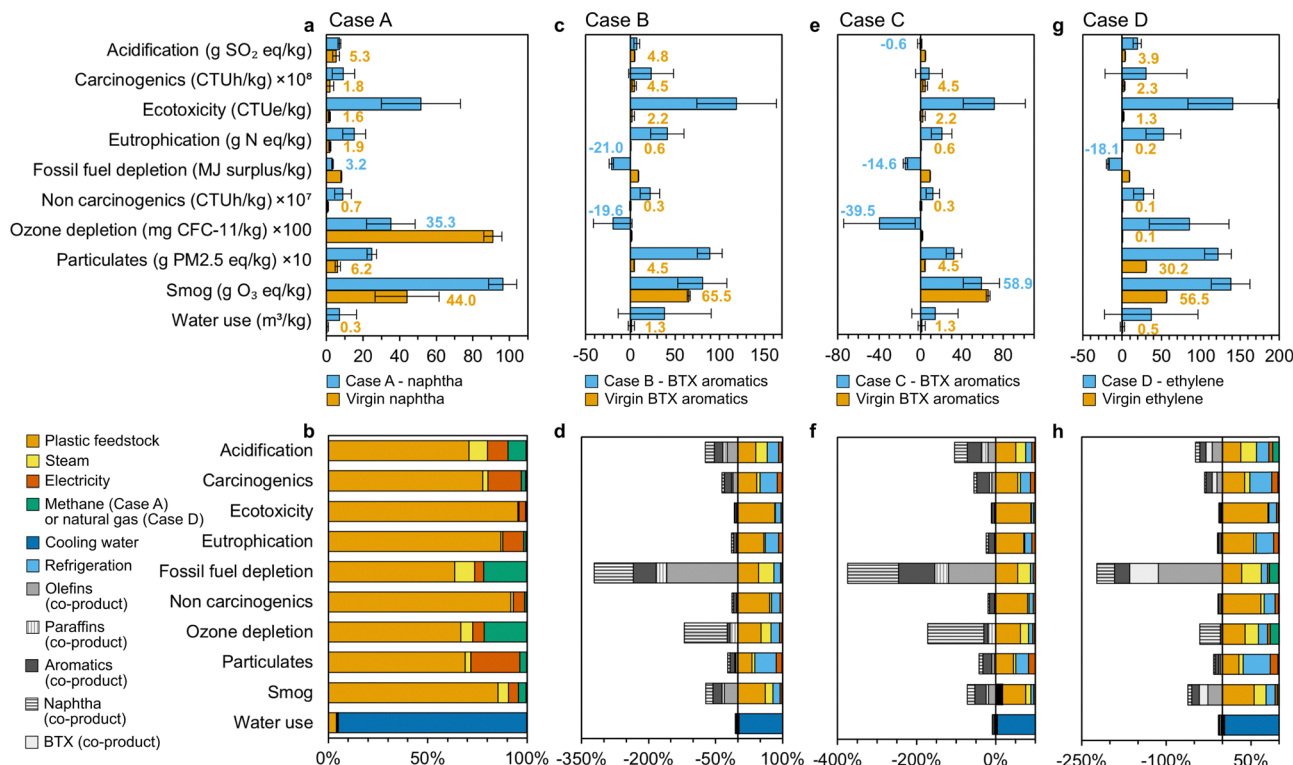 a Case A
c Case B
e Case C
g Case D
Acidification (g SO₂ eq/kg)
Carcinogenics (CTUh/kg) ×10⁸
Ecotoxicity (CTUe/kg)
Eutrophication (g N eq/kg)
Fossil fuel depletion (MJ surplus/kg)
Non carcinogenics (CTUh/kg) ×10⁷
Ozone depletion (mg CFC-11/kg) ×100
Particulates (g PM2.5 eq/kg) ×10
Smog (g O₃ eq/kg)
Water use (m³/kg)
5.3
1.8
1.6
1.9
3.2
0.7
35.3
6.2
44.0
0.3
0 20 40 60 80 100
Case A - naphtha
Virgin naphtha
4.8
4.5
2.2
0.6
-21.0
0.3
-19.6
4.5
65.5
1.3
-50 0 50 100 150
Case B - BTX aromatics
Virgin BTX aromatics
-0.6
4.5
2.2
0.6
-14.6
0.3
-39.5
4.5
58.9
1.3
-80 -40 0 40 80
Case C - BTX aromatics
Virgin BTX aromatics
3.9
2.3
1.3
0.2
-18.1
0.1
0.1
30.2
56.5
0.5
-50 0 50 100 150 200
Case D - ethylene
Virgin ethylene
Plastic feedstock
Steam
Electricity
Methane (Case A)
or natural gas (Case D)
Cooling water
Refrigeration
Olefins
(co-product)
Paraffins
(co-product)
Aromatics
(co-product)
Naphtha
(co-product)
BTX (co-product)
b
d
f
h
Acidification
Carcinogenics
Ecotoxicity
Eutrophication
Fossil fuel depletion
Non carcinogenics
Ozone depletion
Particulates
Smog
Water use
0% 50% 100%
-350% -200% -50% 100%
-400% -200% 0%
-250% -100% 50%